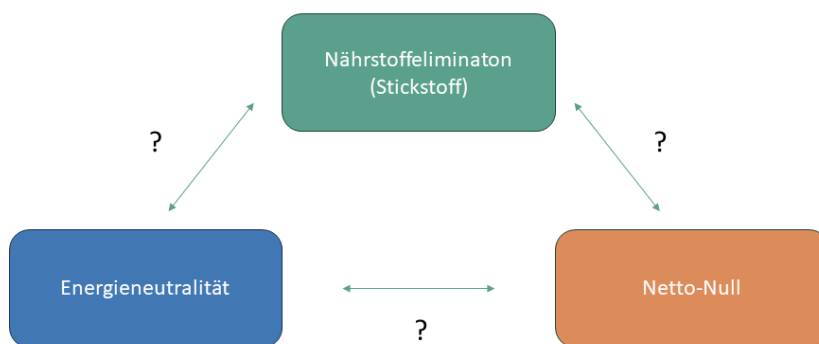 Nährstoffeliminaton
(Stickstoff)
?
?
Energieneutralität
Netto-Null
?